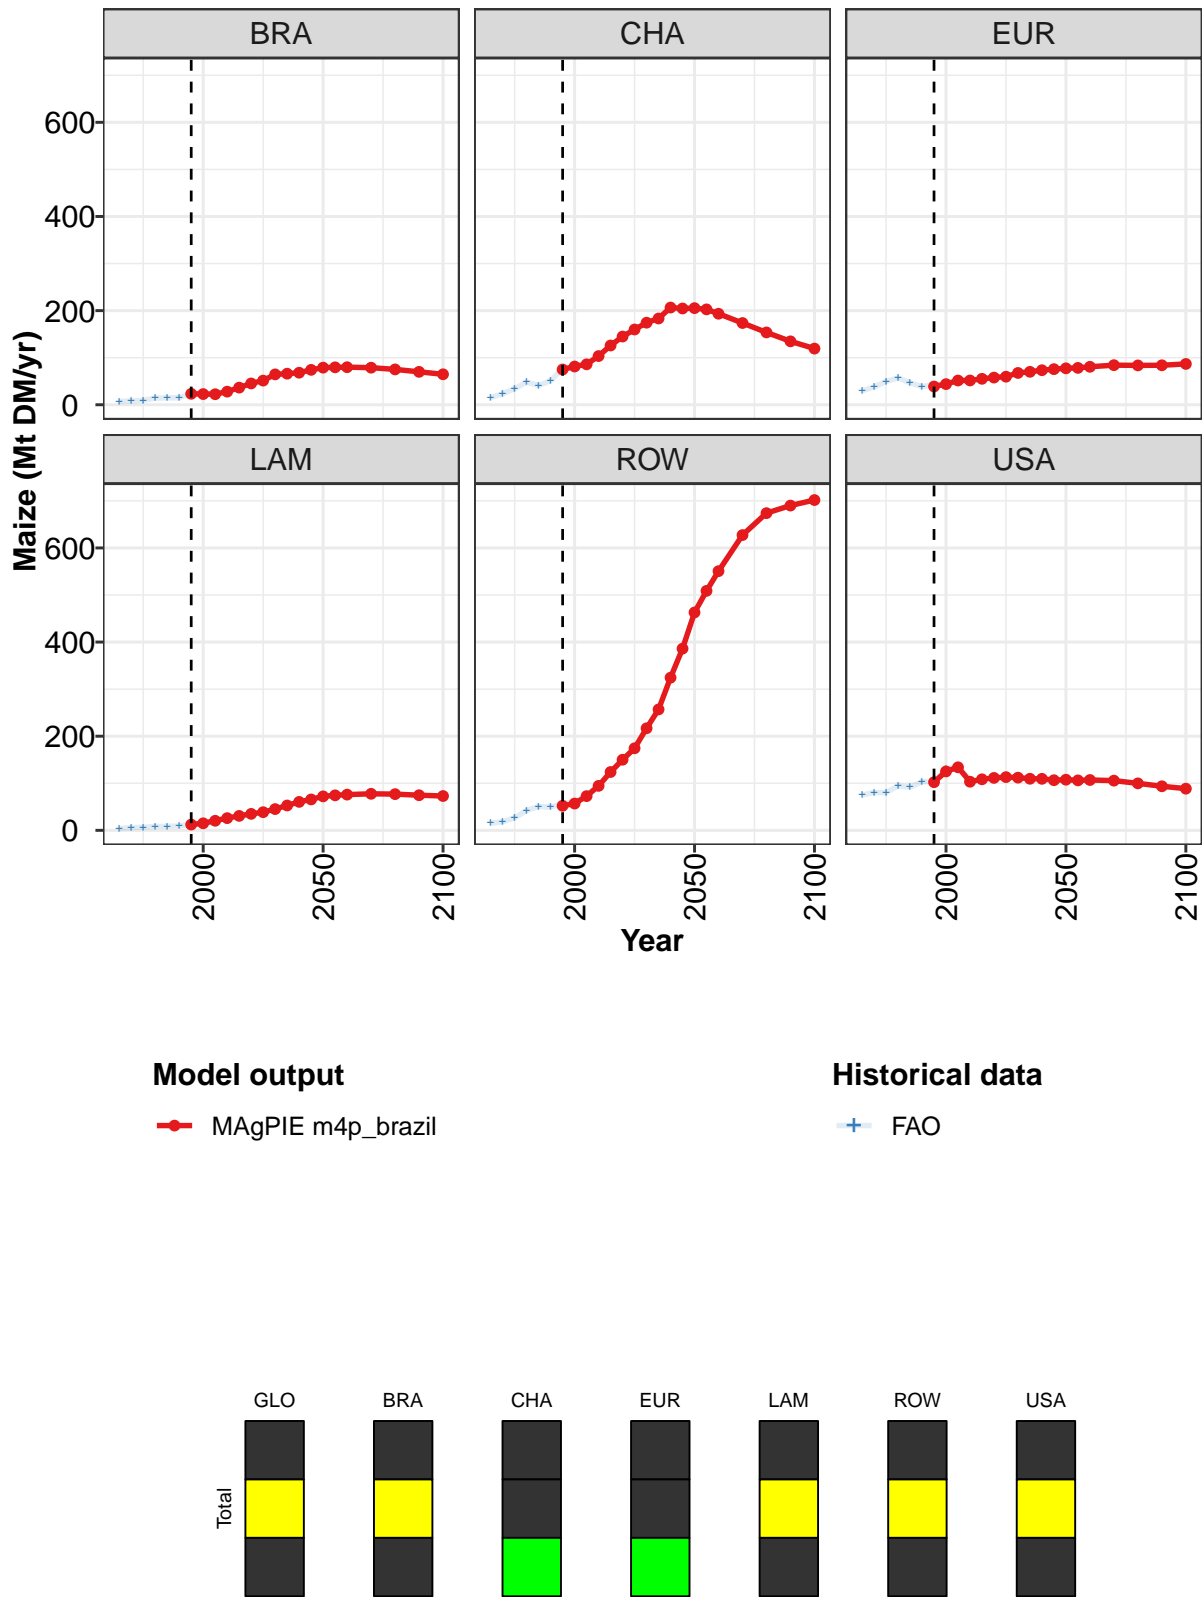 BRA CHA EUR
600
400
200
0
LAM ROW USA
600
400
200
0
Maize (Mt DM/yr)
2000 2050 2100 2000 2050 2100 2000 2050 2100
Year
Model output Historical data
MAgPIE m4p_brazil FAO
GLO BRA CHA EUR LAM ROW USA
Total